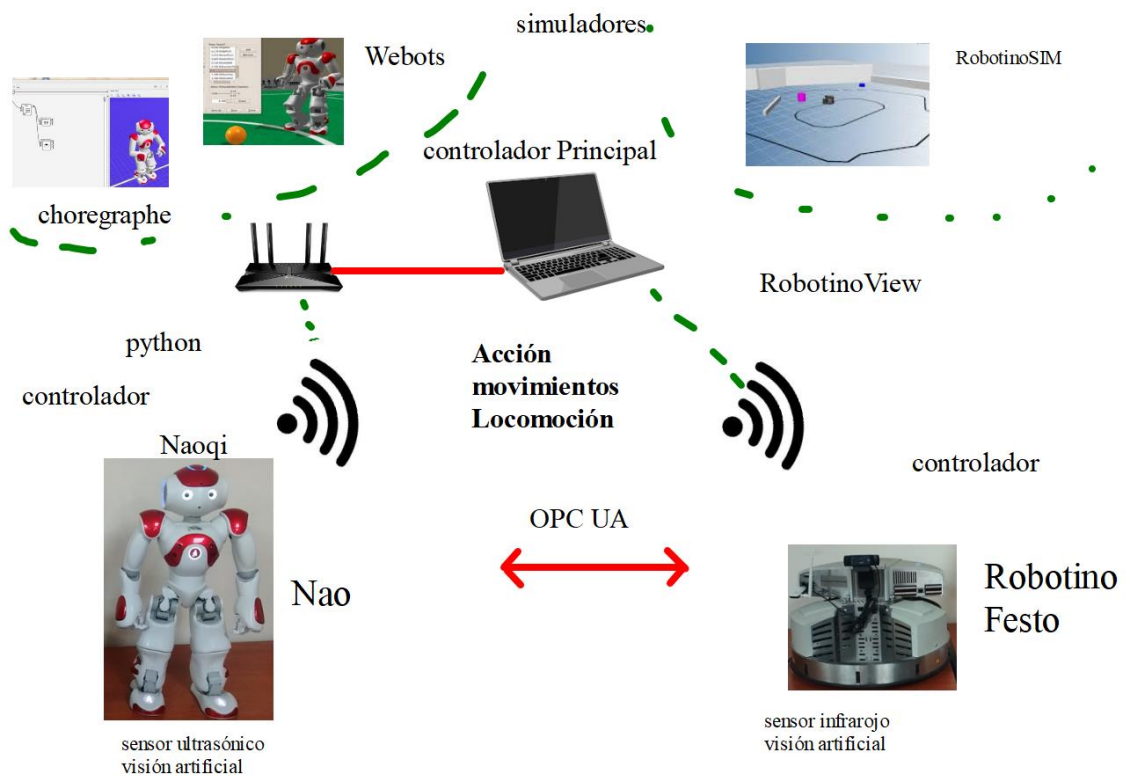 simuladores
Webots
RobotinoSIM
controlador Principal
choregraphe
RobotinoView
python
Acción
movimientos
Locomoción
controlador
Naoqi
controlador
OPC UA
Nao
Robotino
Festo
sensor ultrasónico
visión artificial
sensor infrarojo
visión artificial